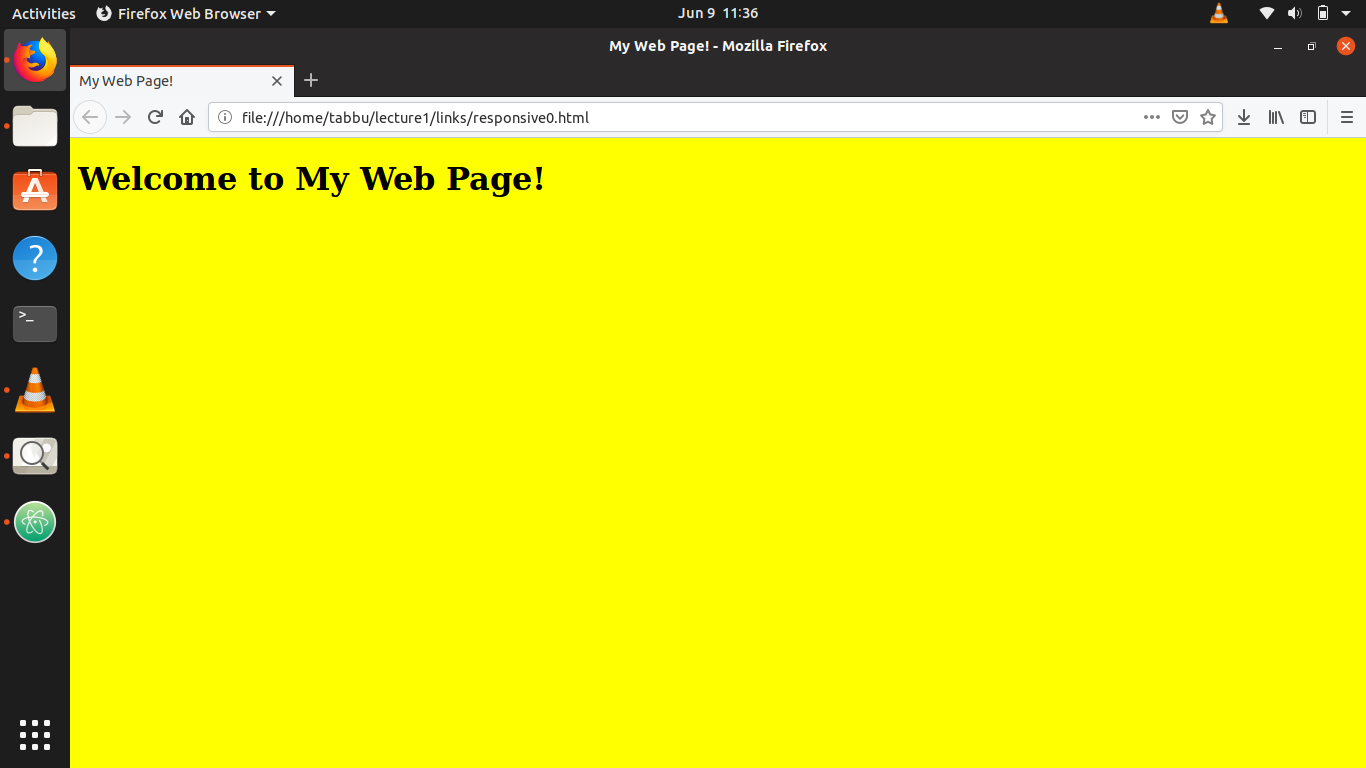 Activities
Firefox Web Browser
Jun 9 11:36
My Web Page! - Mozilla Firefox
My Web Page!
file:///home/tabbu/lecture1/links/responsive0.html
Welcome to My Web Page!
>_